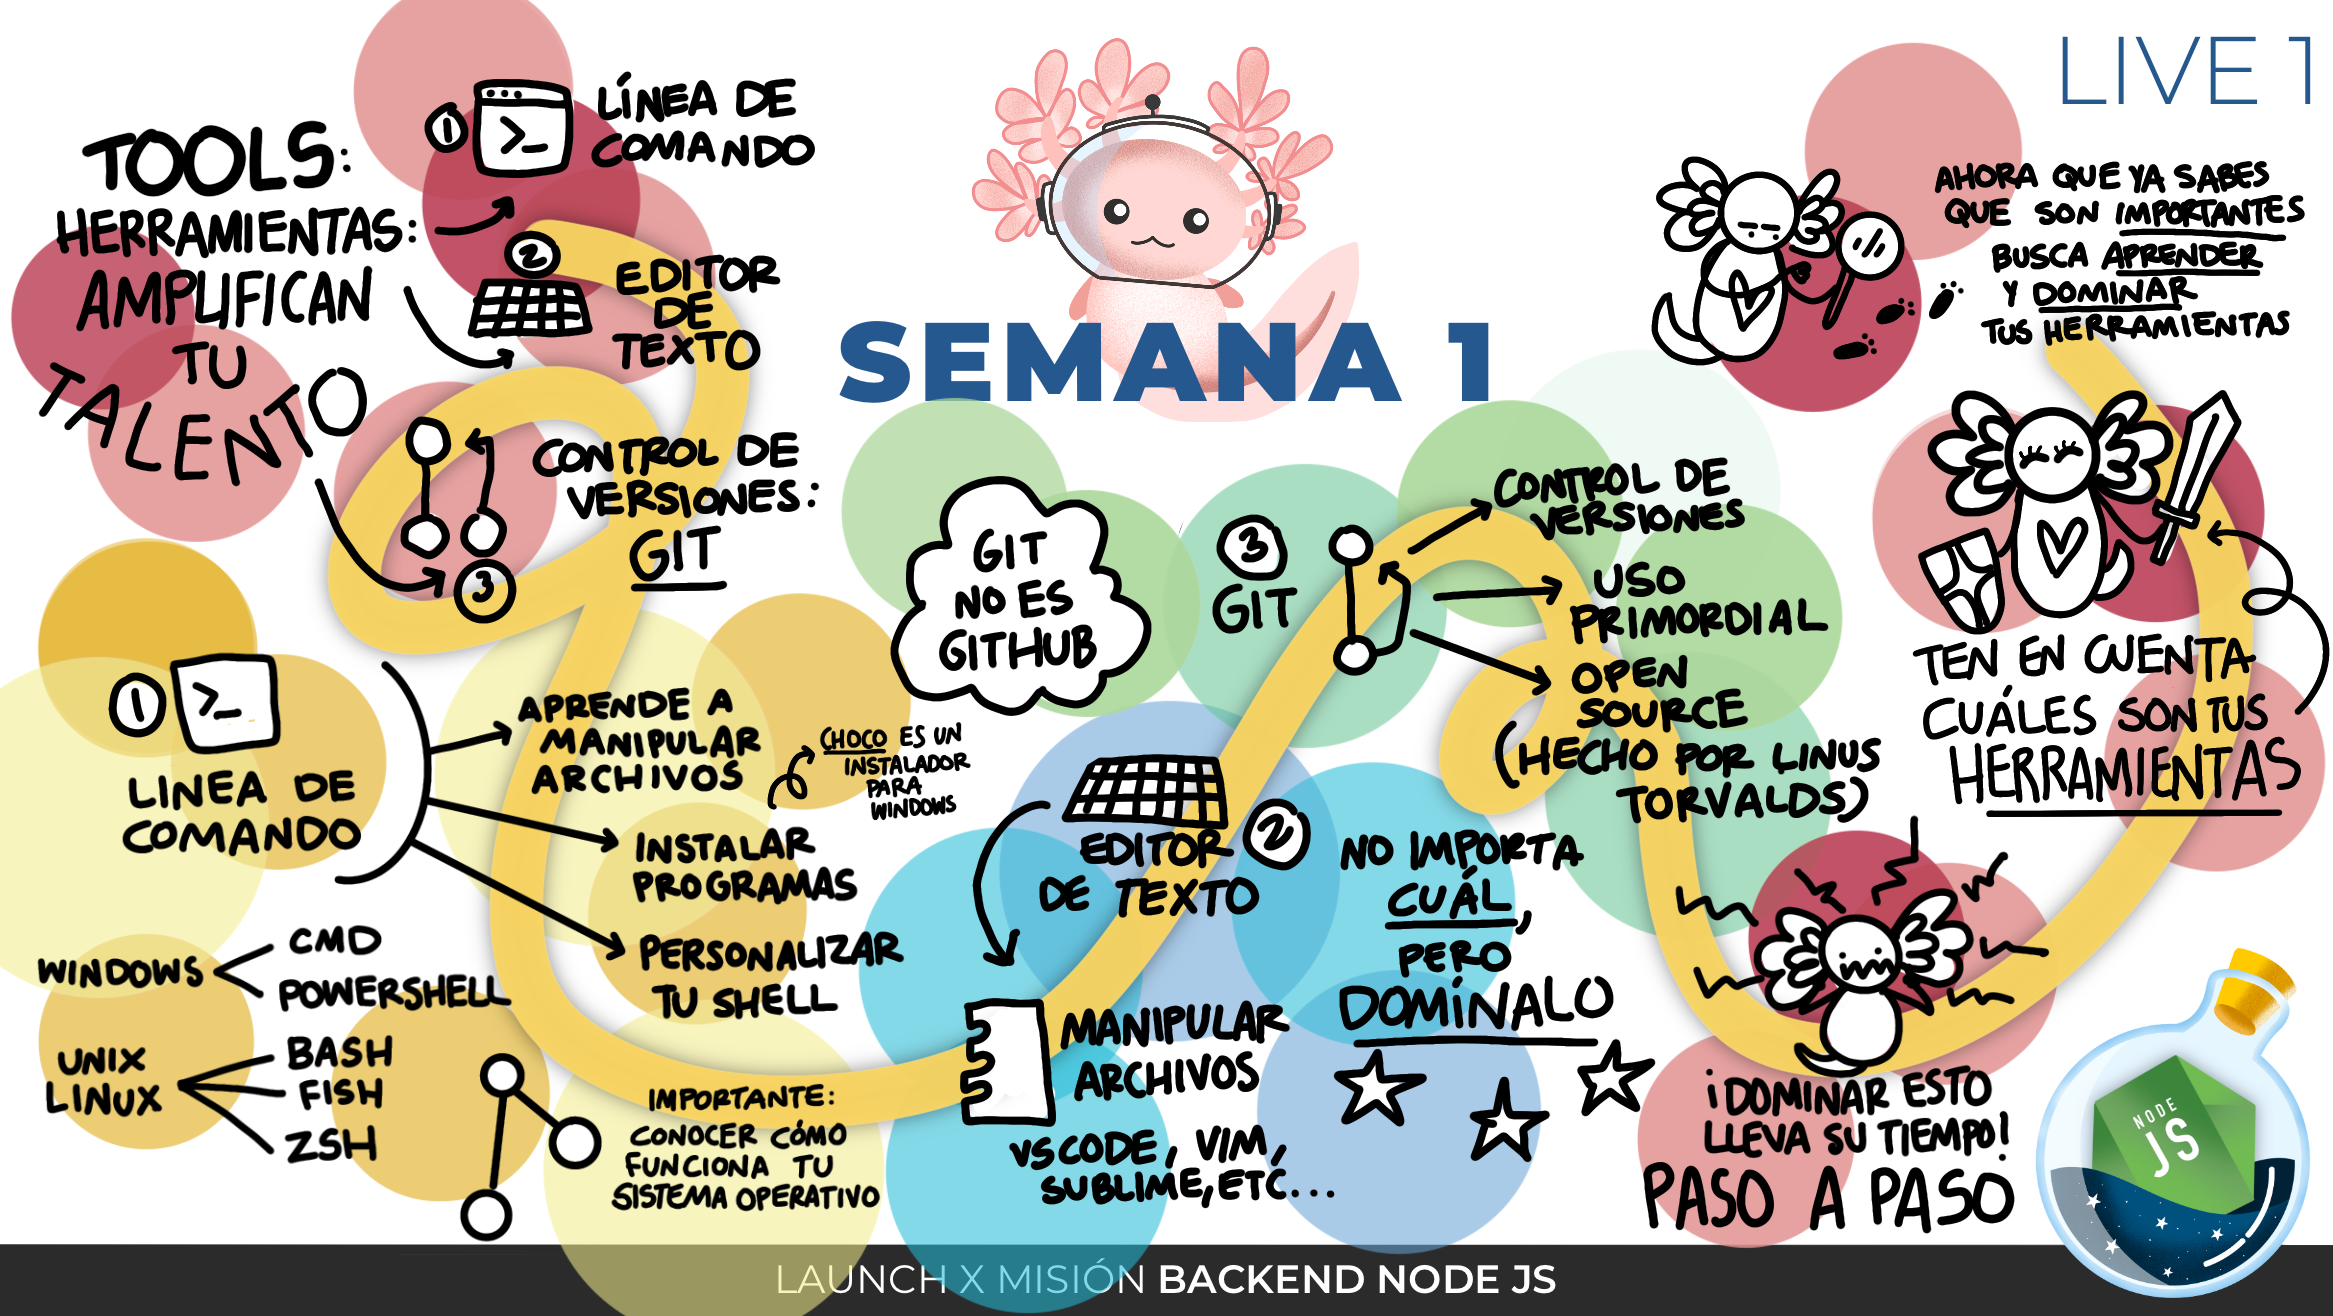 LIVE 1
SEMANA 1
TOOLS:
HERRAMIENTAS:
AMPLIFICAN
TU
TALENTO
1
>_
LÍNEA DE
COMANDO
2
EDITOR
DE
TEXTO
CONTROL DE
VERSIONES:
GIT
3
1
>_
LINEA DE
COMANDO
APRENDE A
MANIPULAR
ARCHIVOS
CHOCO ES UN
INSTALADOR
PARA
WINDOWS
INSTALAR
PROGRAMAS
PERSONALIZAR
TU SHELL
WINDOWS
CMD
POWERSHELL
UNIX
LINUX
BASH
FISH
ZSH
IMPORTANTE:
CONOCER CÓMO
FUNCIONA TU
SISTEMA OPERATIVO
EDITOR
DE TEXTO
2
MANIPULAR
ARCHIVOS
VS CODE, VIM,
SUBLIME, ETC...
NO IMPORTA
CUÁL,
PERO
DOMÍNALO
GIT
NO ES
GITHUB
3
GIT
CONTROL DE
VERSIONES
USO
PRIMORDIAL
OPEN
SOURCE
(HECHO POR LINUS
TORVALDS)
¡DOMINAR ESTO
LLEVA SU TIEMPO!
PASO A PASO
TEN EN CUENTA
CUÁLES SON TUS
HERRAMIENTAS
AHORA QUE YA SABES
QUE SON IMPORTANTES
BUSCA APRENDER
Y DOMINAR
TUS HERRAMIENTAS
NODE
JS
LAUNCH X MISIÓN BACKEND NODE JS